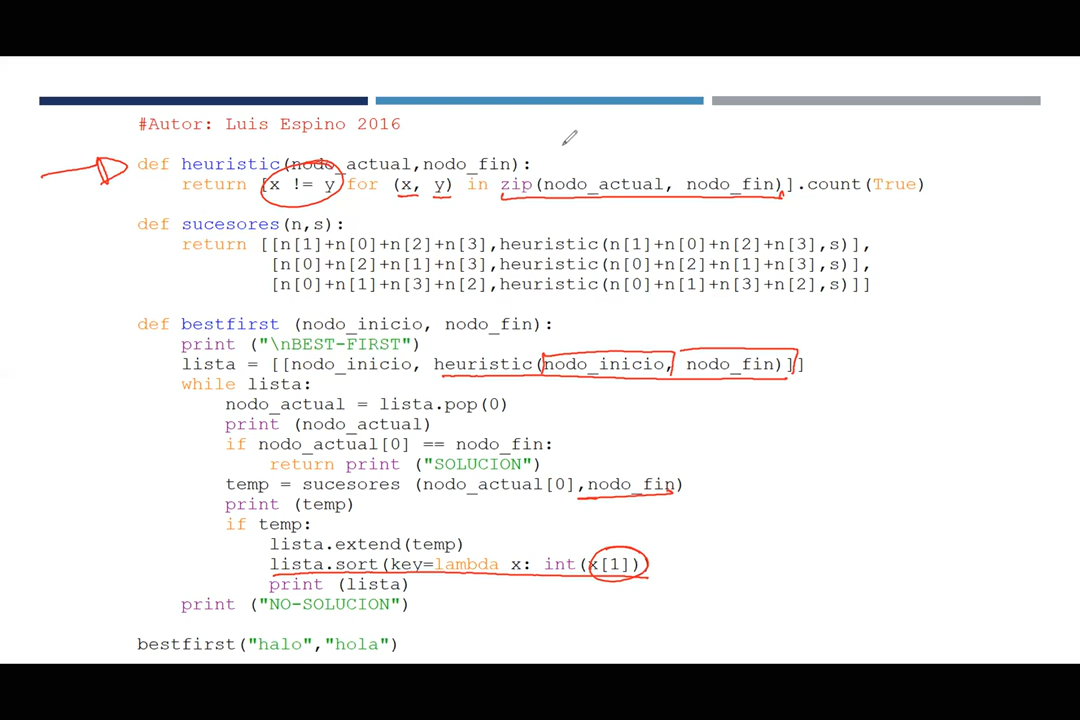 #Autor: Luis Espino 2016
def heuristic(nodo_actual,nodo_fin):
return [x != y for (x, y) in zip(nodo_actual, nodo_fin)].count(True)
def sucesores(n,s):
return [[n[1]+n[0]+n[2]+n[3],heuristic(n[1]+n[0]+n[2]+n[3],s)],
[n[0]+n[2]+n[1]+n[3],heuristic(n[0]+n[2]+n[1]+n[3],s)],
[n[0]+n[1]+n[3]+n[2],heuristic(n[0]+n[1]+n[3]+n[2],s)]]
def bestfirst (nodo_inicio, nodo_fin):
print ("\nBEST-FIRST")
lista = [[nodo_inicio, heuristic(nodo_inicio, nodo_fin)]]
while lista:
nodo_actual = lista.pop(0)
print (nodo_actual)
if nodo_actual[0] == nodo_fin:
return print ("SOLUCION")
temp = sucesores (nodo_actual[0],nodo_fin)
print (temp)
if temp:
lista.extend(temp)
lista.sort(key=lambda x: int(x[1]))
print (lista)
print ("NO-SOLUCION")
bestfirst("halo","hola")